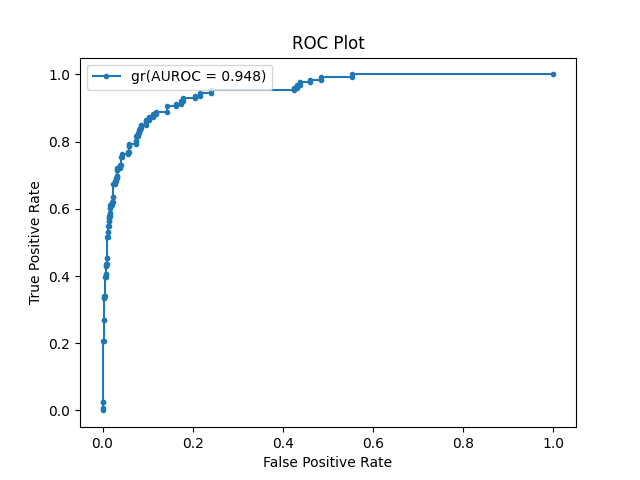 ROC Plot
gr(AUROC = 0.948)
1.0
0.8
0.6
0.4
0.2
0.0
True Positive Rate
0.0 0.2 0.4 0.6 0.8 1.0
False Positive Rate